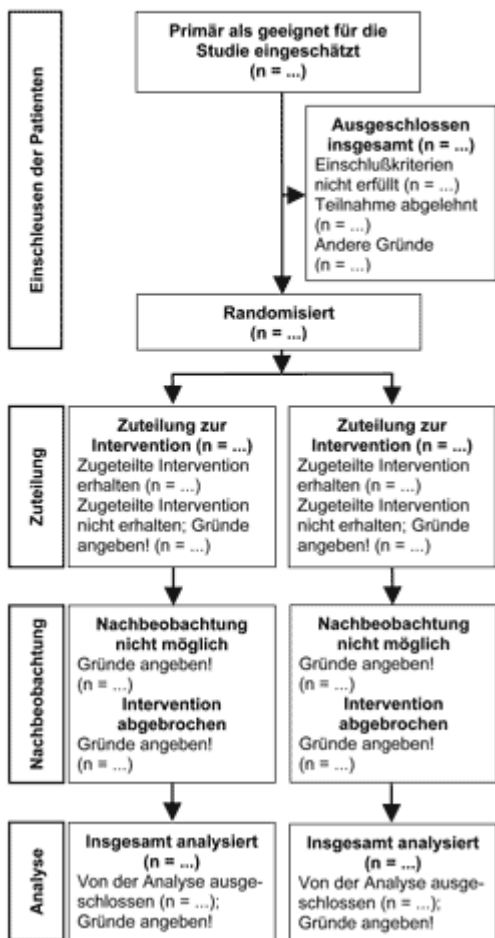 Einschleusen der Patienten
Primär als geeignet für die
Studie eingeschätzt
(n = ...)
Ausgeschlossen
insgesamt (n = ...)
Einschlußkriterien
nicht erfüllt (n = ...)
Teilnahme abgelehnt
(n = ...)
Andere Gründe
(n = ...)
Randomisiert
(n = ...)
Zuteilung
Zuteilung zur
Intervention (n = ...)
Zugeteilte Intervention
erhalten (n = ...)
Zugeteilte Intervention
nicht erhalten; Gründe
angeben! (n = ...)
Zuteilung zur
Intervention (n = ...)
Zugeteilte Intervention
erhalten (n = ...)
Zugeteilte Intervention
nicht erhalten; Gründe
angeben! (n = ...)
Nachbeobachtung
Nachbeobachtung
nicht möglich
Gründe angeben!
(n = ...)
Intervention
abgebrochen
Gründe angeben!
(n = ...)
Nachbeobachtung
nicht möglich
Gründe angeben!
(n = ...)
Intervention
abgebrochen
Gründe angeben!
(n = ...)
Analyse
Insgesamt analysiert
(n = ...)
Von der Analyse ausge-
schlossen (n = ...);
Gründe angeben!
Insgesamt analysiert
(n = ...)
Von der Analyse ausge-
schlossen (n = ...);
Gründe angeben!